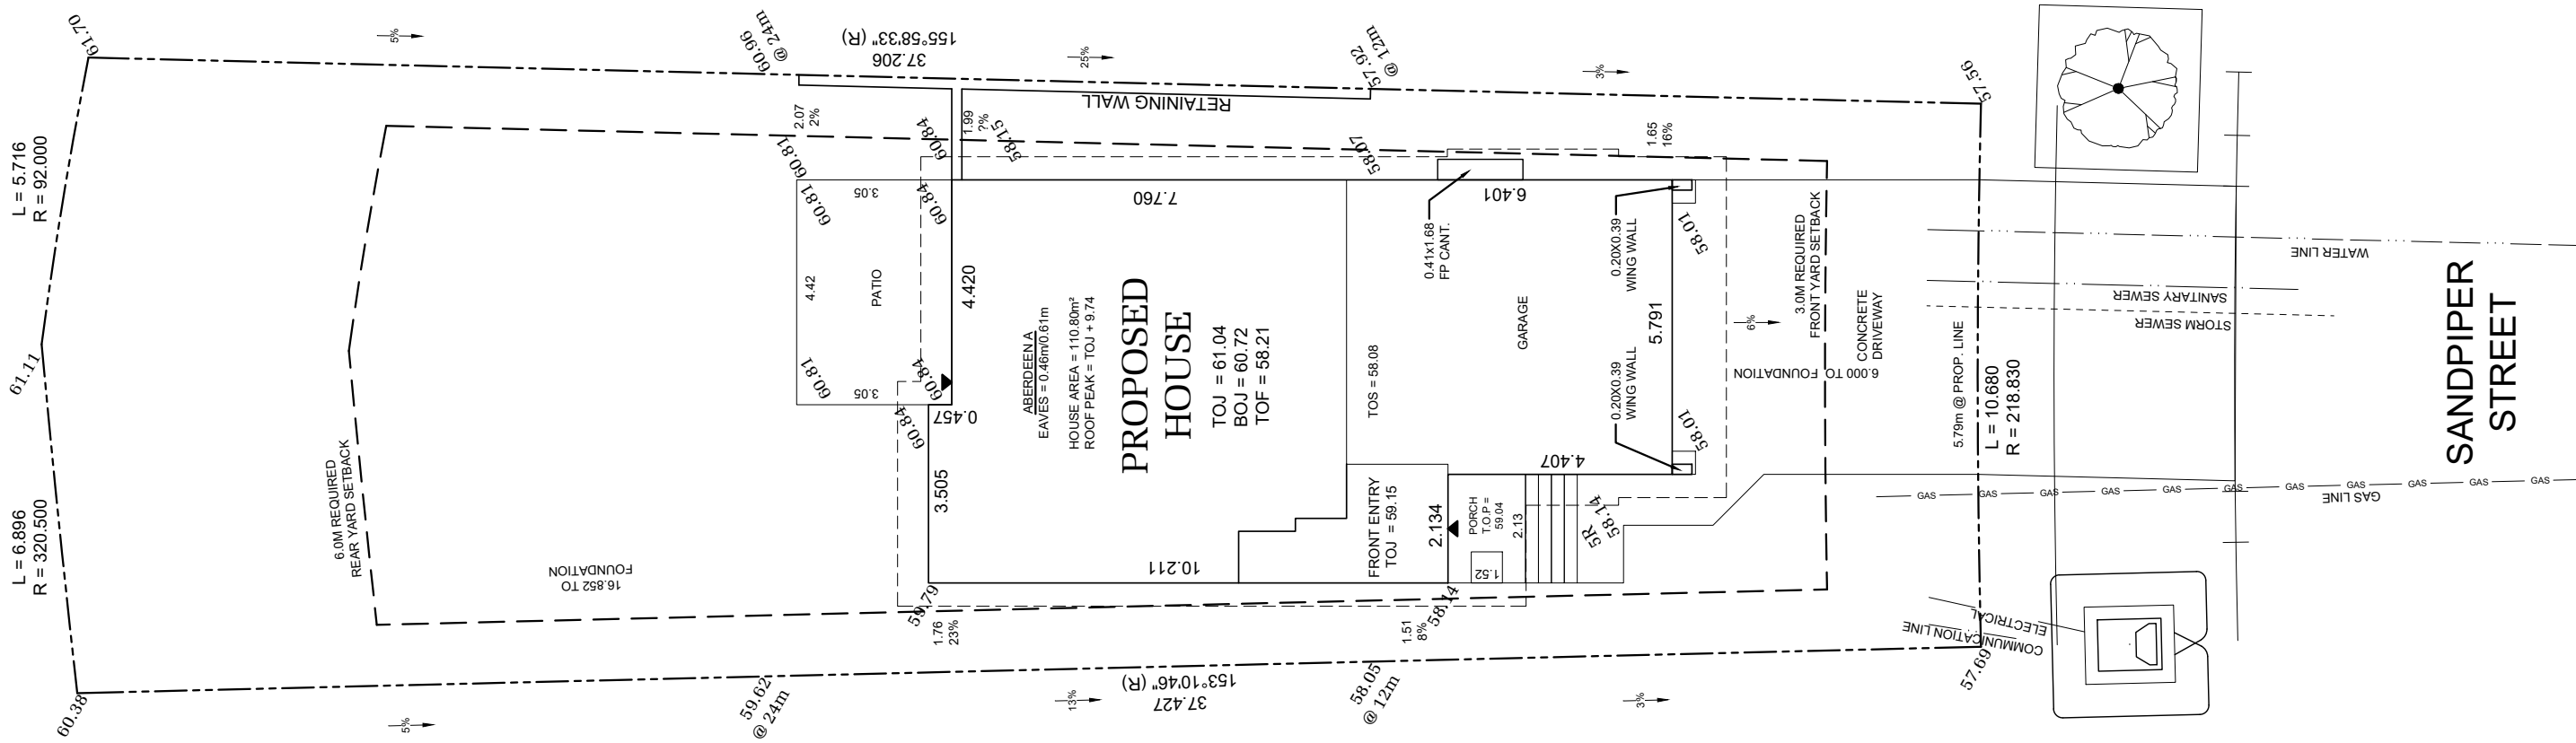 61.70
5%
60.96
@ 24m
37.206
155°58'33" (R)
25%
57.92
@ 12m
3%
57.56
L = 5.716
R = 92.000
61.11
L = 6.896
R = 320.500
60.38
6.0M REQUIRED
REAR YARD SETBACK
16.852 TO
FOUNDATION
2.07
2%
60.81
60.84
1.99
58.15
RETAINING WALL
58.07
1.65
16%
60.81
3.05
60.84
4.42
PATIO
60.81
3.05
60.84
60.84
0.457
4.420
3.505
7.760
6.401
0.41x1.68
FP CANT.
0.20X0.39
WING WALL
58.01
ABERDEEN A
EAVES = 0.46m/0.61m
HOUSE AREA = 110.80m²
ROOF PEAK = TOJ + 9.74
PROPOSED
HOUSE
TOJ = 61.04
BOJ = 60.72
TOF = 58.21
TOS = 58.08
GARAGE
5.791
0.20X0.39
WING WALL
58.01
4.407
6%
3.0M REQUIRED
FRONT YARD SETBACK
CONCRETE
DRIVEWAY
6.000 TO FOUNDATION
5.79m @ PROP. LINE
L = 10.680
R = 218.830
10.211
FRONT ENTRY
TOJ = 59.15
2.134
PORCH
T.O.P =
59.04
2.13
1.52
5R
58.14
59.79
1.76
23%
1.51
8%
58.14
5%
59.62
@ 24m
13%
37.427
153°10'46" (R)
58.05
@ 12m
3%
57.69
WATER LINE
SANITARY SEWER
STORM SEWER
GAS GAS GAS GAS GAS GAS GAS GAS GAS GAS GAS
GAS LINE
ELECTRICAL
COMMUNICATION LINE
SANDPIPER
STREET